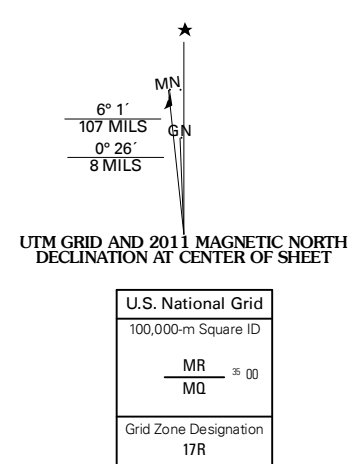 MN
6° 1´
107 MILS
GN
0° 26´
8 MILS
UTM GRID AND 2011 MAGNETIC NORTH
DECLINATION AT CENTER OF SHEET
U.S. National Grid
100,000-m Square ID
MR
35 00
MQ
Grid Zone Designation
17R